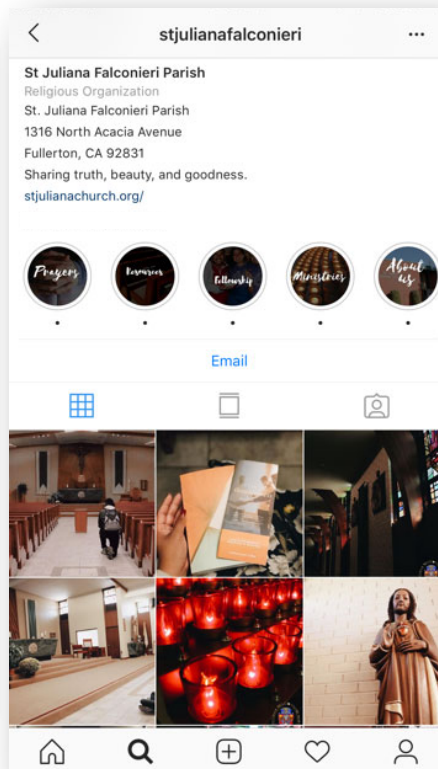 stjulianafalconieri
St Juliana Falconieri Parish
Religious Organization
St. Juliana Falconieri Parish
1316 North Acacia Avenue
Fullerton, CA 92831
Sharing truth, beauty, and goodness.
stjulianachurch.org/
Prayers
Resources
Fellowship
Ministries
About
us
Email